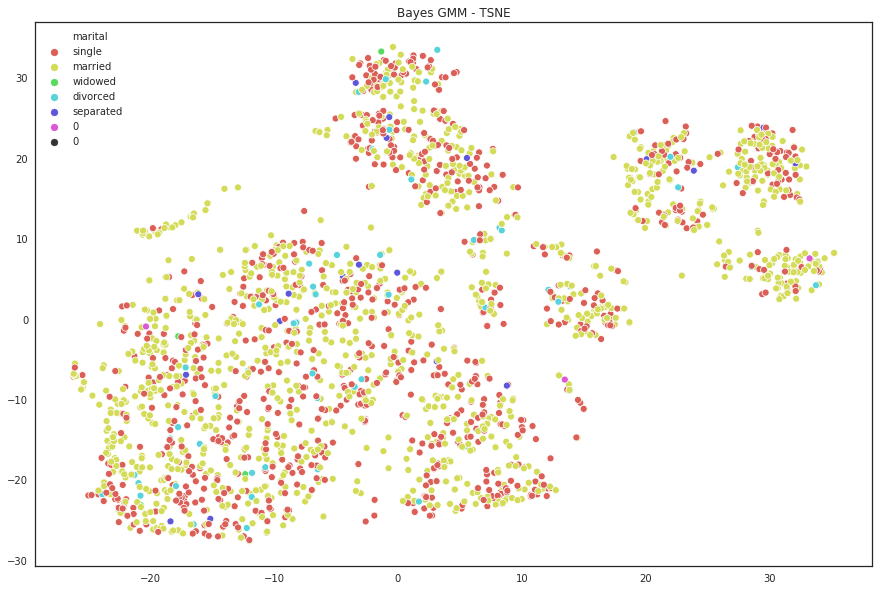 Bayes GMM - TSNE
marital
single
married
widowed
divorced
separated
0
0
30
20
10
0
−10
−20
−30
−20 −10 0 10 20 30